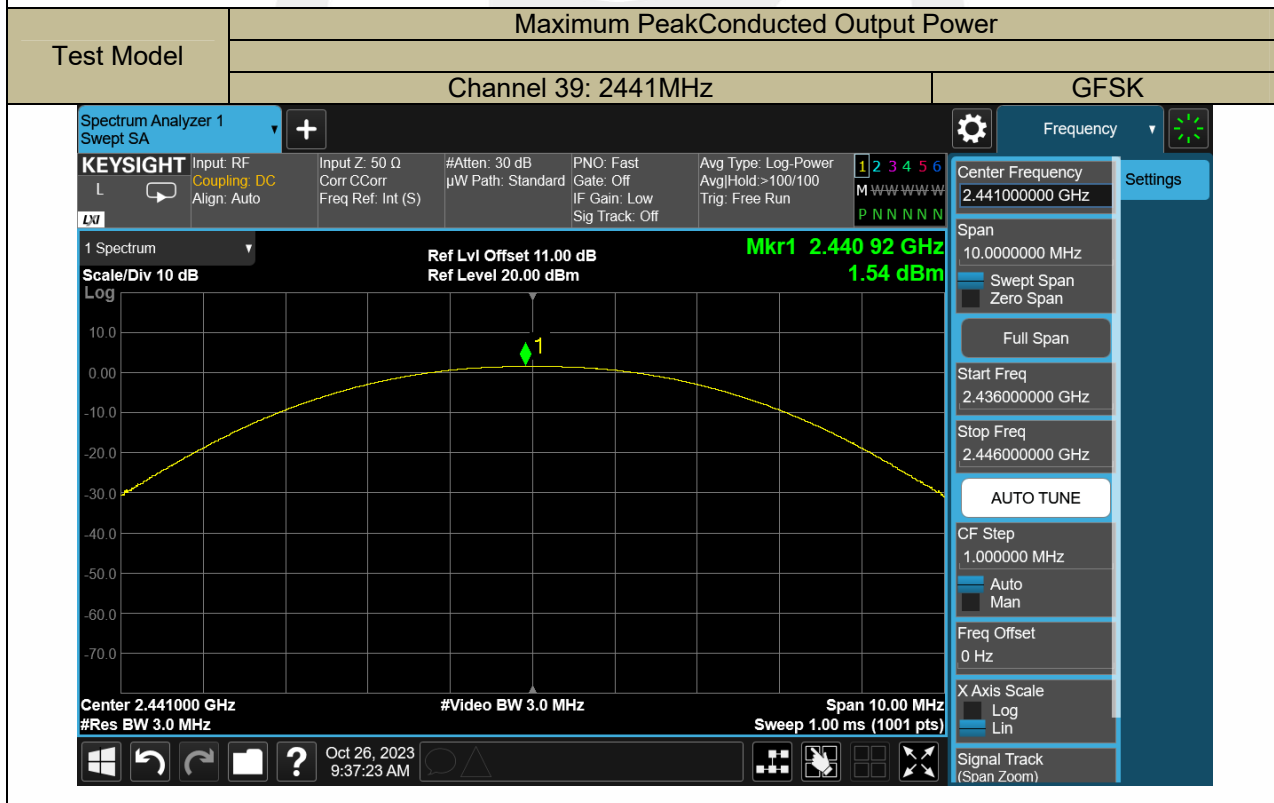 Maximum PeakConducted Output Power
Test Model
Channel 39: 2441MHz GFSK
Spectrum Analyzer 1
Swept SA
Frequency
KEYSIGHT
L
LXI
Input: RF
Coupling: DC
Align: Auto
Input Z: 50 Ω
Corr CCorr
Freq Ref: Int (S)
#Atten: 30 dB
µW Path: Standard
PNO: Fast
Gate: Off
IF Gain: Low
Sig Track: Off
Avg Type: Log-Power
Avg|Hold:>100/100
Trig: Free Run
1 2 3 4 5 6
M W W W W W
P N N N N N
1 Spectrum
Scale/Div 10 dB
Log
Ref Lvl Offset 11.00 dB
Ref Level 20.00 dBm
Mkr1 2.440 92 GHz
1.54 dBm
10.0
0.00
-10.0
-20.0
-30.0
-40.0
-50.0
-60.0
-70.0
1
Center 2.441000 GHz
#Res BW 3.0 MHz
#Video BW 3.0 MHz
Span 10.00 MHz
Sweep 1.00 ms (1001 pts)
Center Frequency
2.441000000 GHz
Settings
Span
10.0000000 MHz
Swept Span
Zero Span
Full Span
Start Freq
2.436000000 GHz
Stop Freq
2.446000000 GHz
AUTO TUNE
CF Step
1.000000 MHz
Auto
Man
Freq Offset
0 Hz
X Axis Scale
Log
Lin
Signal Track
(Span Zoom)
?
Oct 26, 2023
9:37:23 AM